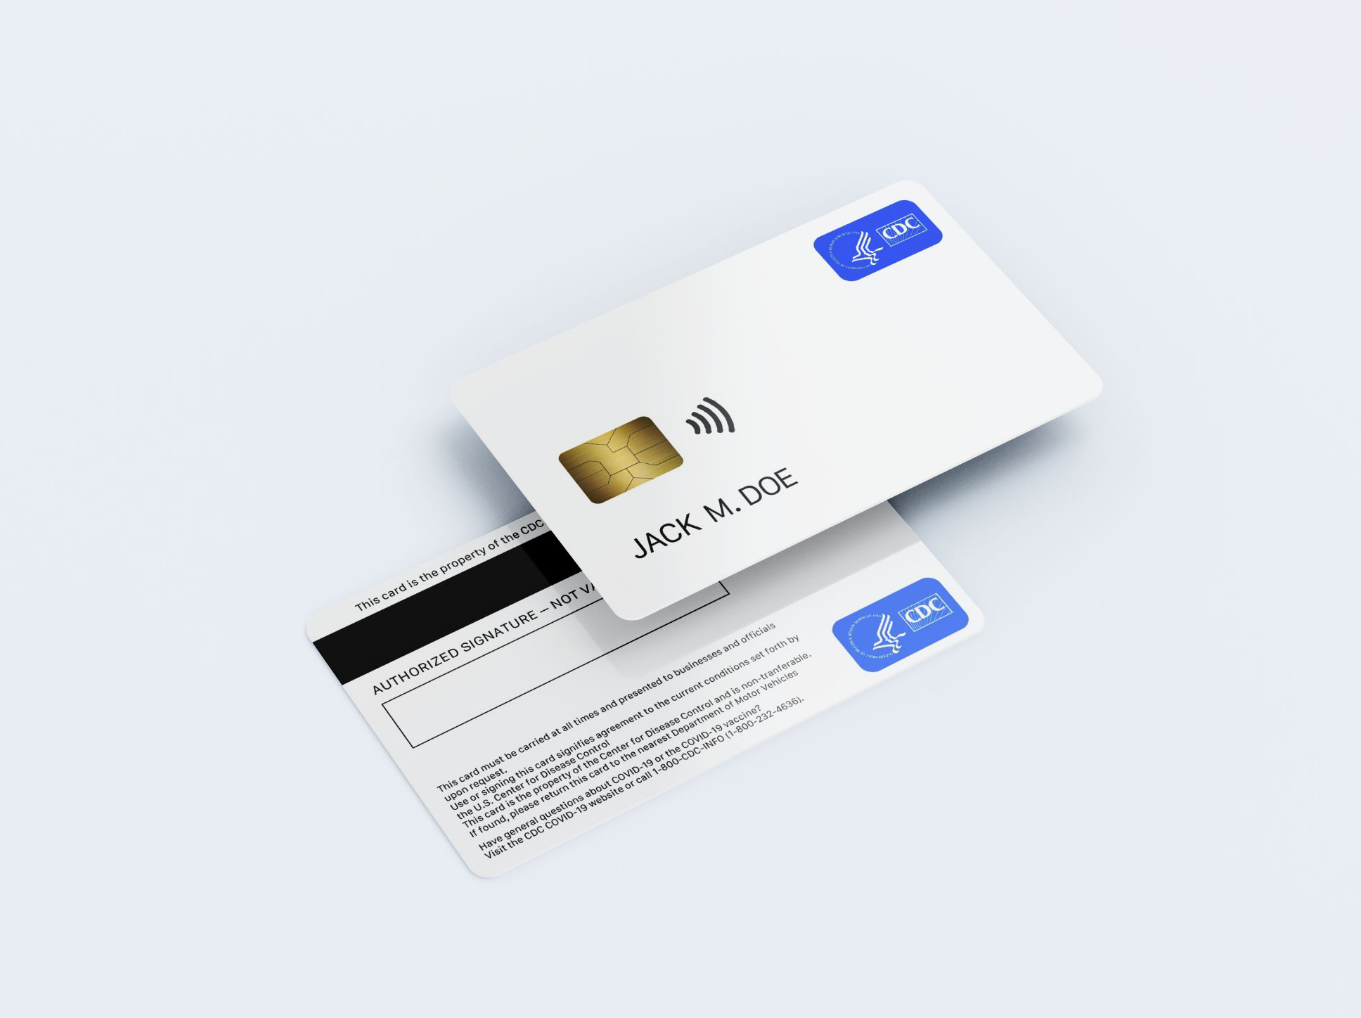 CDC
JACK M. DOE
This card is the property of the CDC
AUTHORIZED SIGNATURE – NOT
This card must be carried at all times and presented to businesses and officials
upon request.
Use or signing this card signifies agreement to the current conditions set forth by
the U.S. Center for Disease Control
This card is the property of the Center for Disease Control and is non-tranferable.
If found, please return this card to the nearest Department of Motor Vehicles
Have general questions about COVID-19 or the COVID-19 vaccine?
Visit the CDC COVID-19 website or call 1-800-CDC-INFO (1-800-232-4636).
CDC